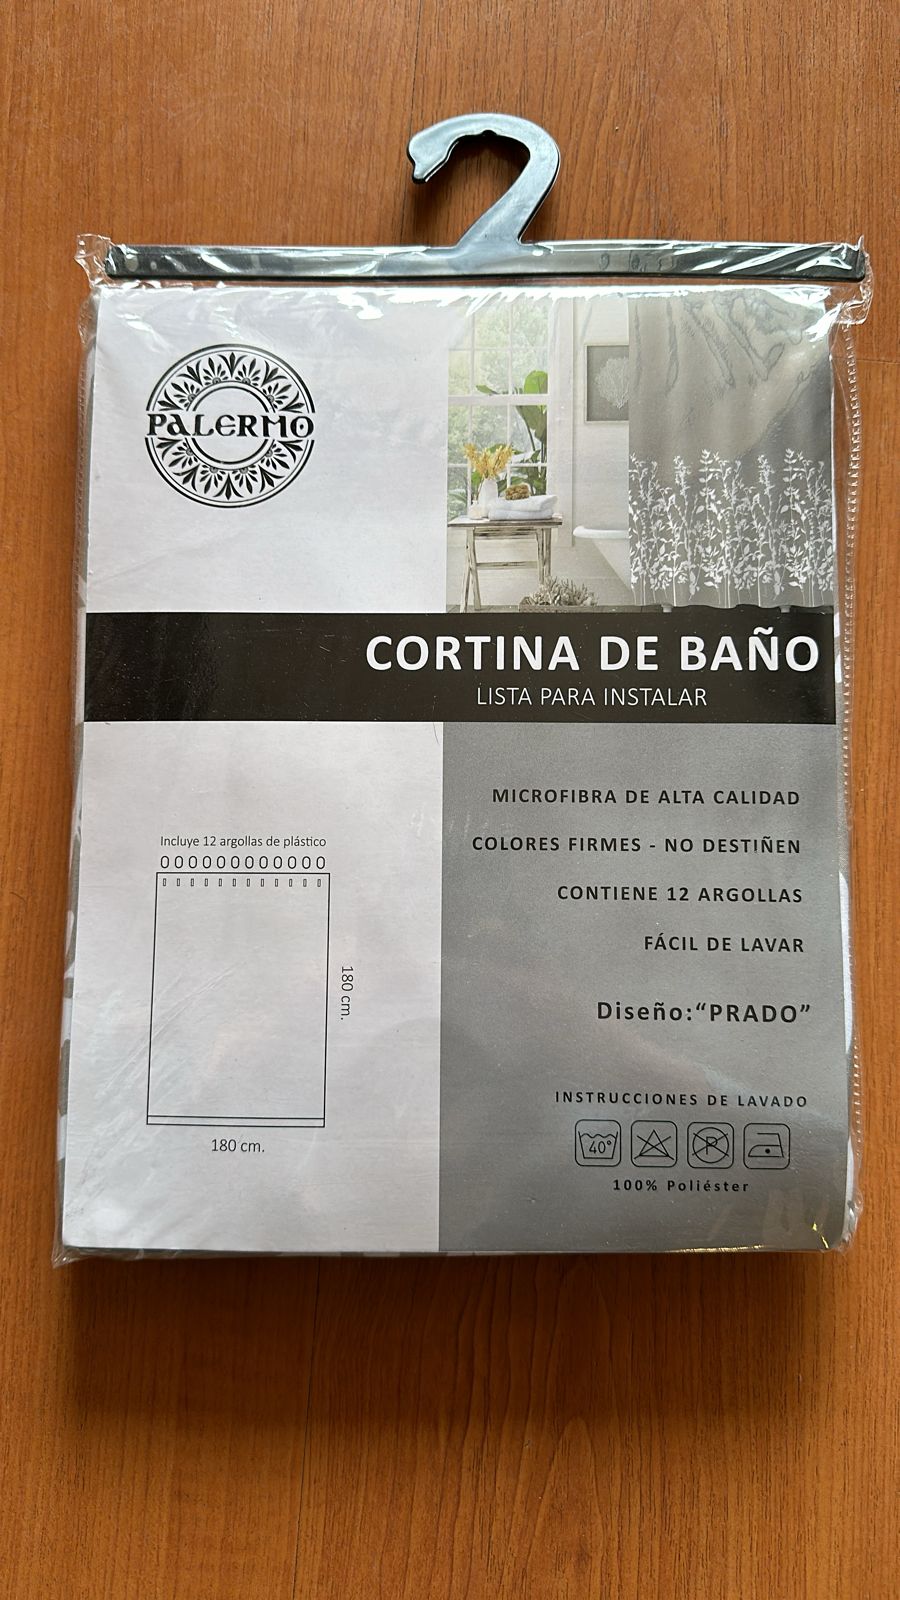 PALERMO
CORTINA DE BAÑO
LISTA PARA INSTALAR
Incluye 12 argollas de plástico
180 cm.
180 cm.
MICROFIBRA DE ALTA CALIDAD
COLORES FIRMES - NO DESTIÑEN
CONTIENE 12 ARGOLLAS
FÁCIL DE LAVAR
Diseño:“PRADO”
INSTRUCCIONES DE LAVADO
40°
P
100% Poliéster